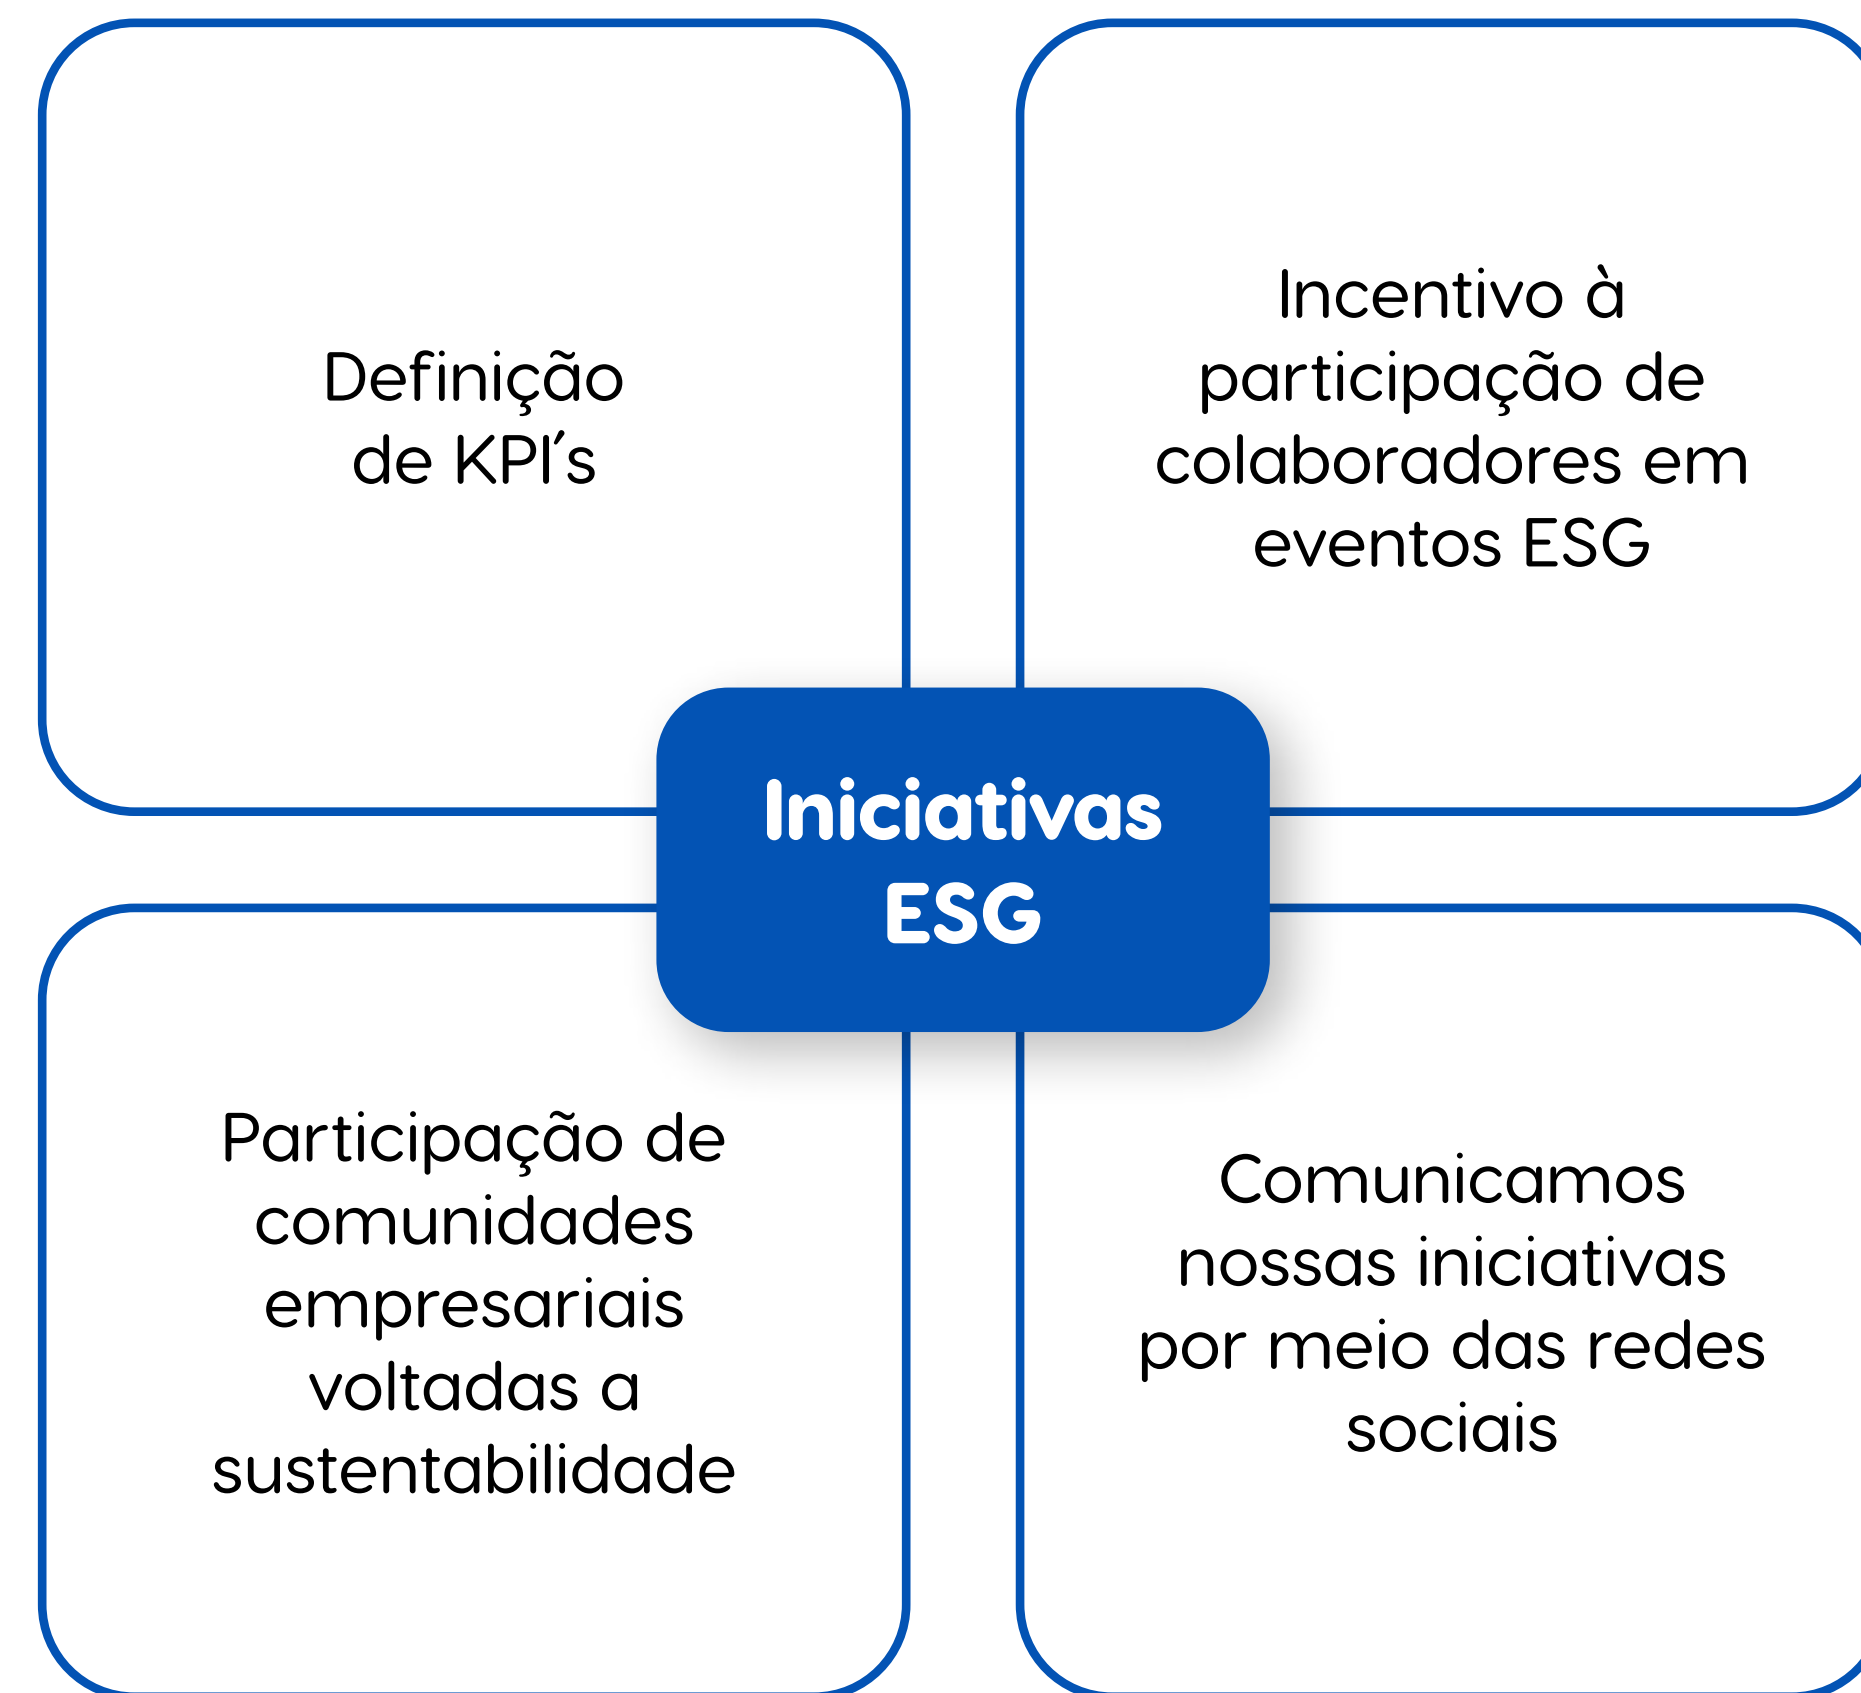 Definição
de KPI´s
Incentivo à
participação de
colaboradores em
eventos ESG
Iniciativas
ESG
Participação de
comunidades
empresariais
voltadas a
sustentabilidade
Comunicamos
nossas iniciativas
por meio das redes
sociais